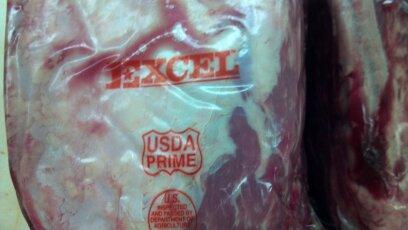 EXCEL
USDA
PRIME
U.S.
INSPECTED
AND PASSED BY
DEPARTMENT OF
AGRICULTURE